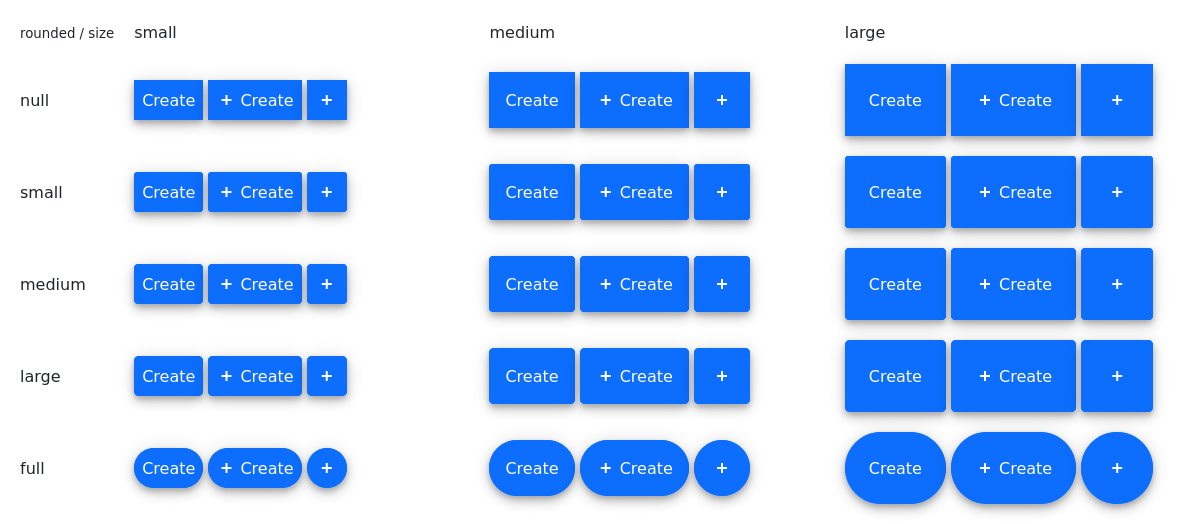 rounded / size small medium large
null Create + Create + Create + Create + Create + Create +
small Create + Create + Create + Create + Create + Create +
medium Create + Create + Create + Create + Create + Create +
large Create + Create + Create + Create + Create + Create +
full Create + Create + Create + Create + Create + Create +